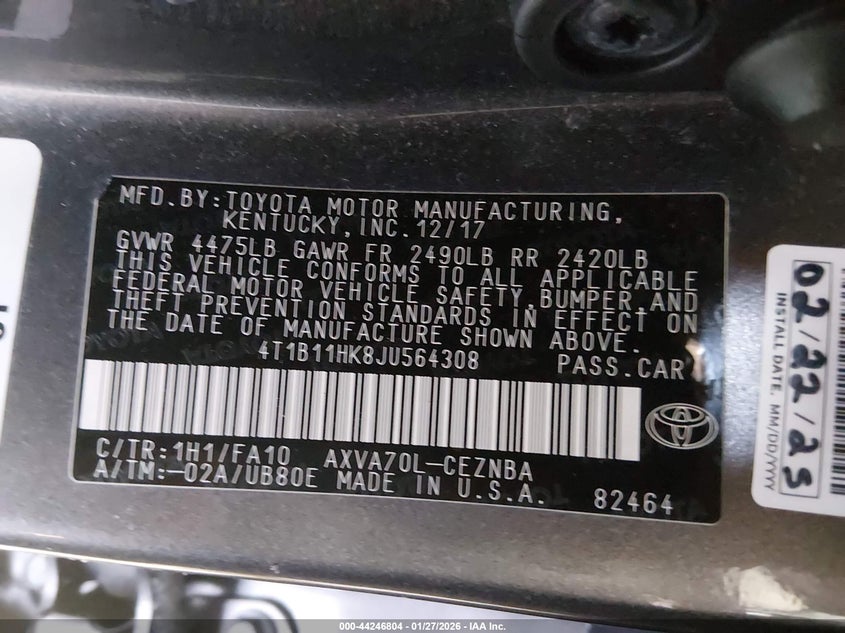 MFD.BY:TOYOTA MOTOR MANUFACTURING,
KENTUCKY, INC. 12/17
GVWR 4475LB GAWR FR 2490LB RR 2420LB
THIS VEHICLE CONFORMS TO ALL APPLICABLE
FEDERAL MOTOR VEHICLE SAFETY,BUMPER,AND
THEFT PREVENTION STANDARDS IN EFFECT ON
THE DATE OF MANUFACTURE SHOWN ABOVE.
4T1B11HK8JU564308 PASS.CAR
C/TR:1H1/FA10 AXVA70L-CEZNBA
A/TM:-02A/UB80E MADE IN U.S.A.
82464
02/22/25
INSTALL DATE. MM/DD/YYYY
000-44246804 | 01/27/2026 - IAA Inc.